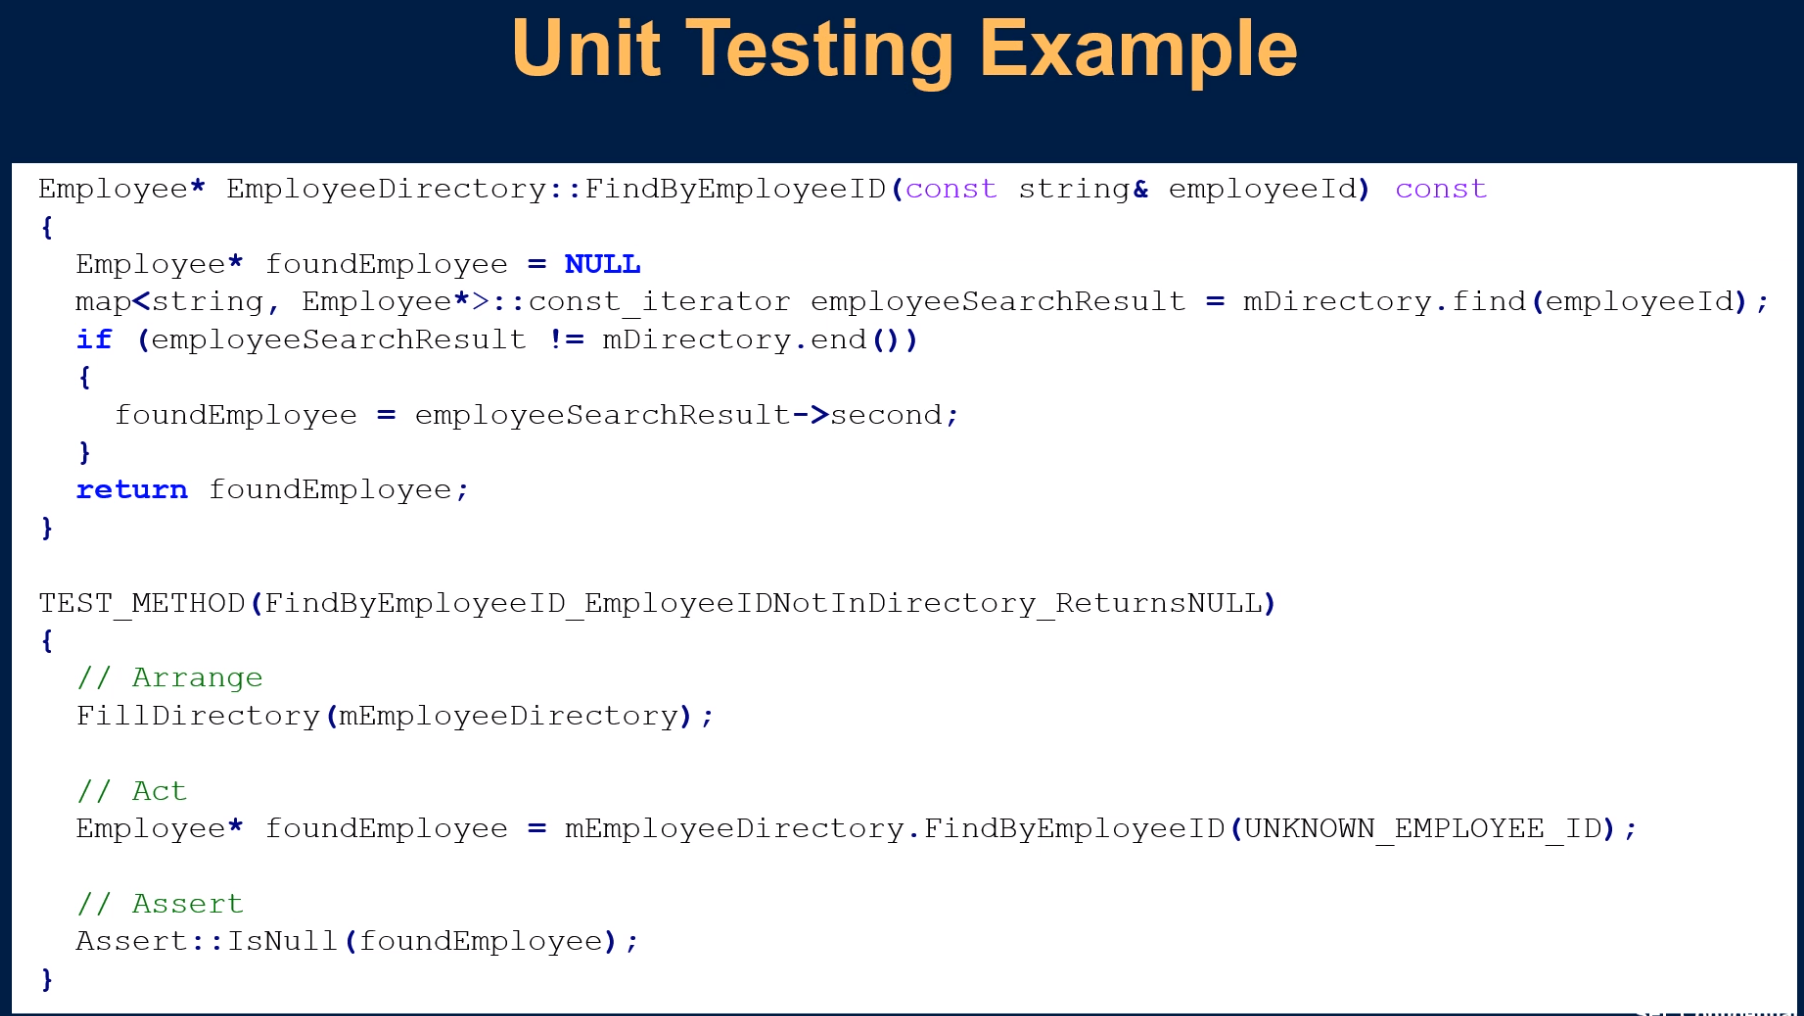 Unit Testing Example
Employee* EmployeeDirectory::FindByEmployeeID(const string& employeeId) const
{
Employee* foundEmployee = NULL
map<string, Employee*>::const_iterator employeeSearchResult = mDirectory.find(employeeId);
if (employeeSearchResult != mDirectory.end())
{
foundEmployee = employeeSearchResult->second;
}
return foundEmployee;
}
TEST_METHOD(FindByEmployeeID_EmployeeIDNotInDirectory_ReturnsNULL)
{
// Arrange
FillDirectory(mEmployeeDirectory);
// Act
Employee* foundEmployee = mEmployeeDirectory.FindByEmployeeID(UNKNOWN_EMPLOYEE_ID);
// Assert
Assert::IsNull(foundEmployee);
}